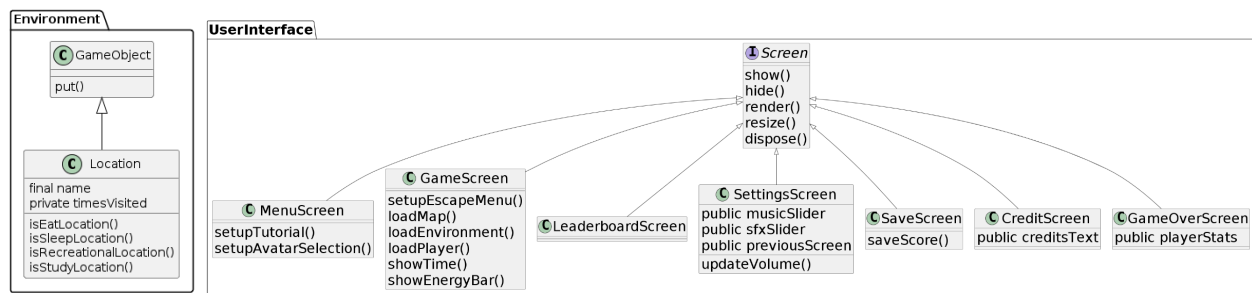 Environment
C GameObject
put()
C Location
final name
private timesVisited
isEatLocation()
isSleepLocation()
isRecreationalLocation()
isStudyLocation()
UserInterface
I Screen
show()
hide()
render()
resize()
dispose()
C MenuScreen
setupTutorial()
setupAvatarSelection()
C GameScreen
setupEscapeMenu()
loadMap()
loadEnvironment()
loadPlayer()
showTime()
showEnergyBar()
C LeaderboardScreen
C SettingsScreen
public musicSlider
public sfxSlider
public previousScreen
updateVolume()
C SaveScreen
saveScore()
C CreditScreen
public creditsText
C GameOverScreen
public playerStats